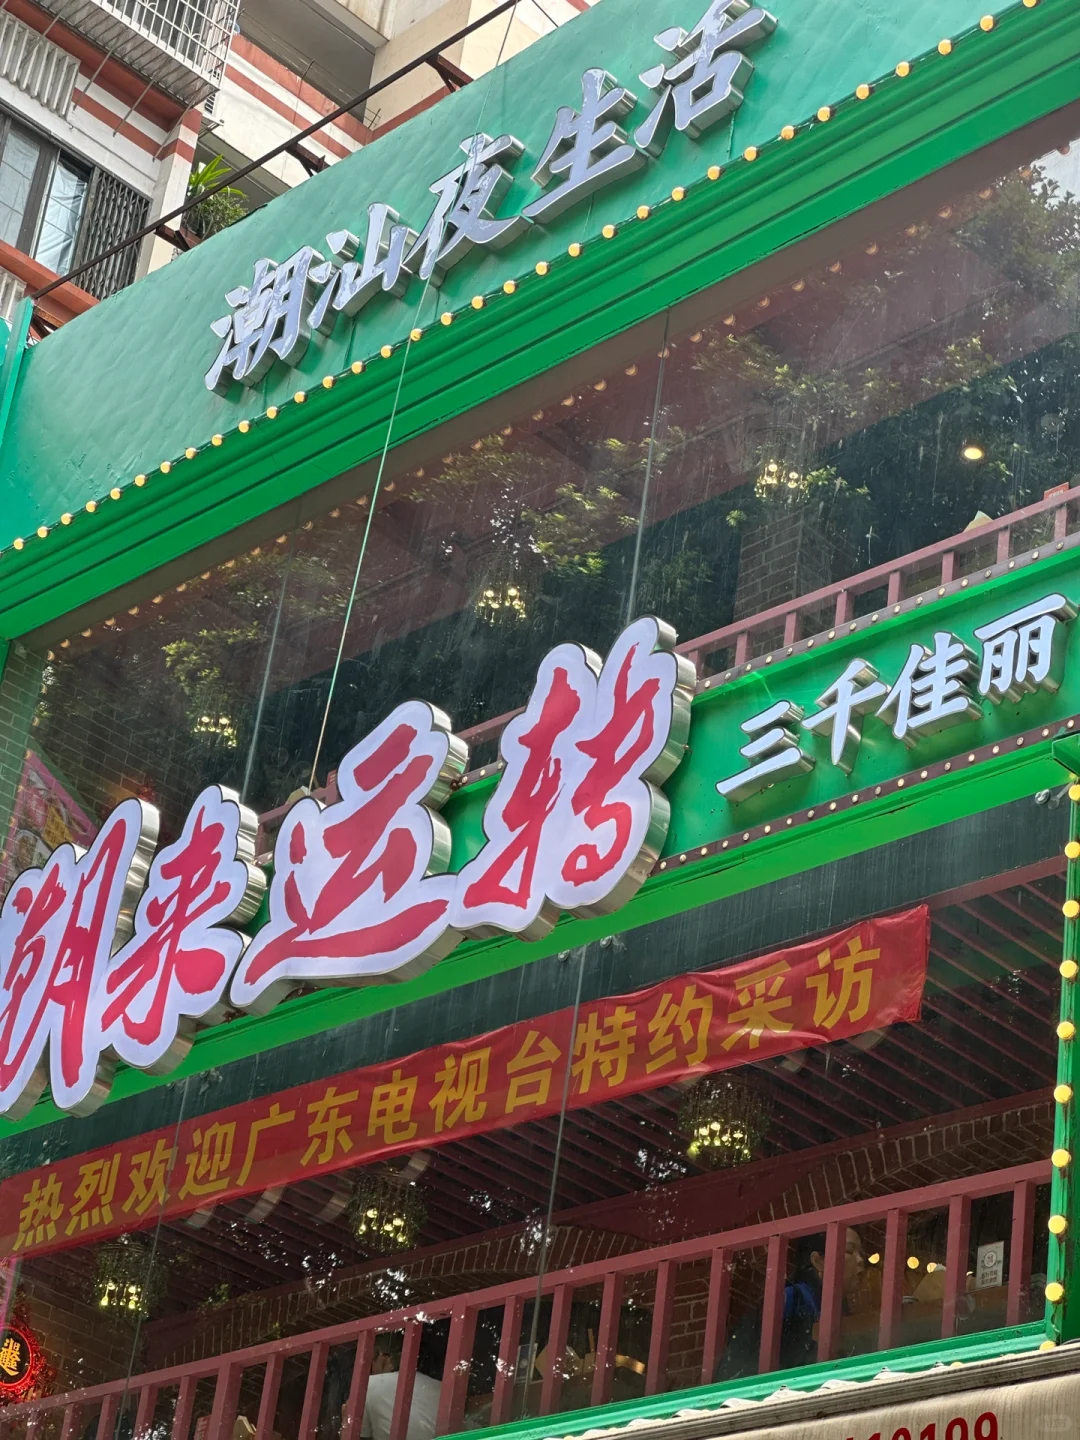 潮汕夜生活
潮来运转
三千佳丽
热烈欢迎广东电视台特约采访